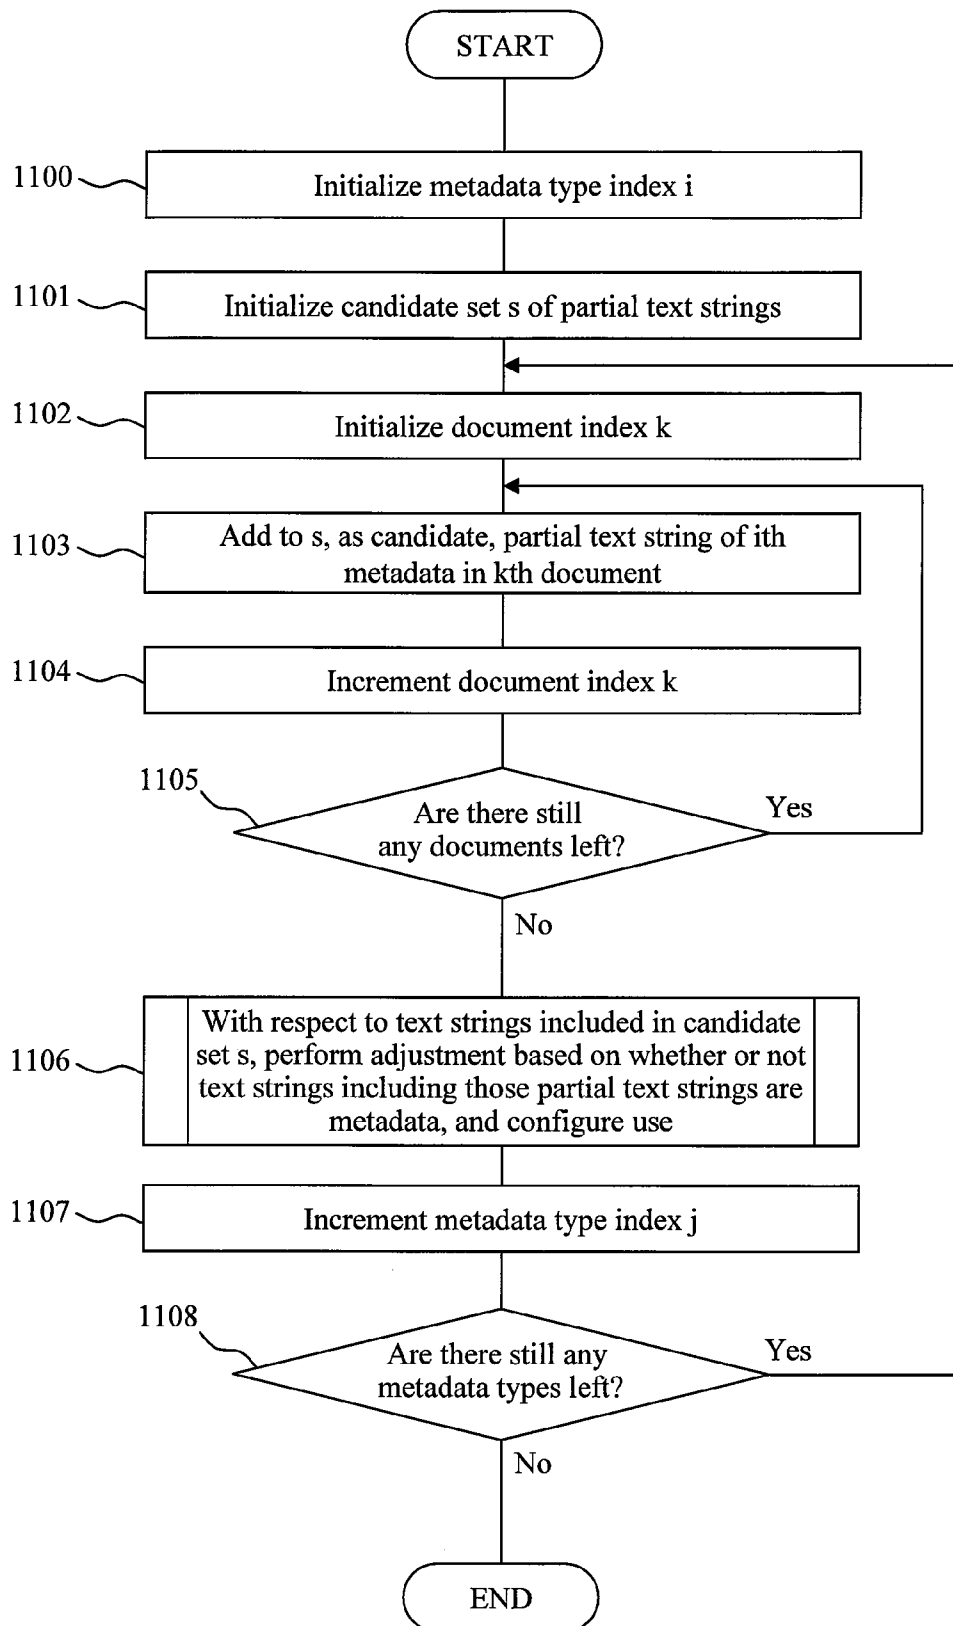 START
1100
Initialize metadata type index i
1101
Initialize candidate set s of partial text strings
1102
Initialize document index k
1103
Add to s, as candidate, partial text string of ith
metadata in kth document
1104
Increment document index k
1105
Are there still
any documents left?
Yes
No
1106
With respect to text strings included in candidate
set s, perform adjustment based on whether or not
text strings including those partial text strings are
metadata, and configure use
1107
Increment metadata type index j
1108
Are there still any
metadata types left?
Yes
No
END